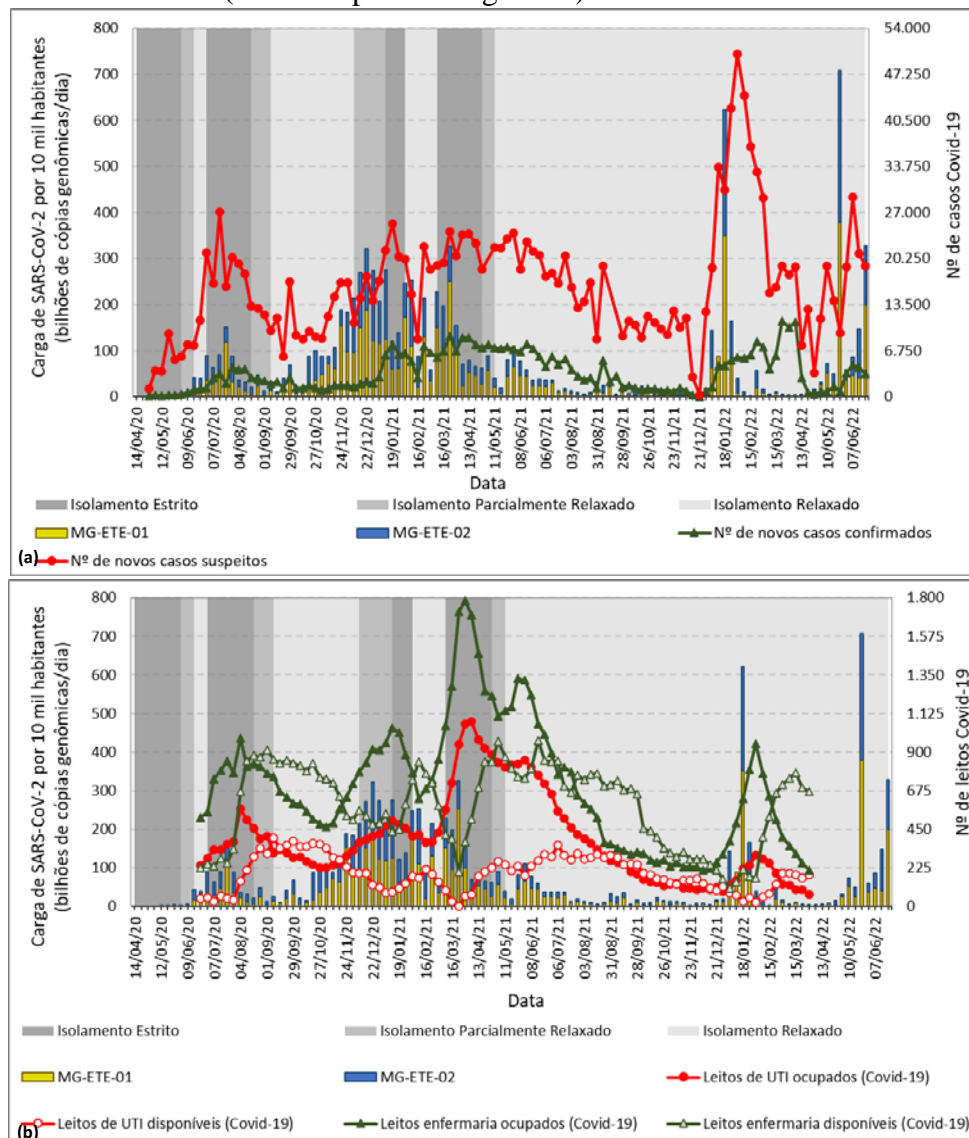 (a)
800
700
600
500
400
300
200
100
0
Carga de SARS-CoV-2 por 10 mil habitantes
(bilhões de cópias genômicas/dia)
54.000
47.250
40.500
33.750
27.000
20.250
13.500
6.750
0
Nº de casos Covid-19
14/04/20 12/05/20 09/06/20 07/07/20 04/08/20 01/09/20 29/09/20 27/10/20 24/11/20 22/12/20 19/01/21 16/02/21 16/03/21 13/04/21 11/05/21 08/06/21 06/07/21 03/08/21 31/08/21 28/09/21 26/10/21 23/11/21 21/12/21 18/01/22 15/02/22 15/03/22 12/04/22 10/05/22 07/06/22
Data
Isolamento Estrito Isolamento Parcialmente Relaxado Isolamento Relaxado
MG-ETE-01 MG-ETE-02 Nº de novos casos confirmados
Nº de novos casos suspeitos
(b)
800
700
600
500
400
300
200
100
0
Carga de SARS-CoV-2 por 10 mil habitantes
(bilhões de cópias genômicas/dia)
1.800
1.575
1.350
1.125
900
675
450
225
0
Nº de leitos Covid-19
14/04/20 12/05/20 09/06/20 07/07/20 04/08/20 01/09/20 29/09/20 27/10/20 24/11/20 22/12/20 19/01/21 16/02/21 16/03/21 13/04/21 11/05/21 08/06/21 06/07/21 03/08/21 31/08/21 28/09/21 26/10/21 23/11/21 21/12/21 18/01/22 15/02/22 15/03/22 13/04/22 10/05/22 07/06/22
Data
Isolamento Estrito Isolamento Parcialmente Relaxado Isolamento Relaxado
MG-ETE-01 MG-ETE-02 Leitos de UTI ocupados (Covid-19)
Leitos de UTI disponíveis (Covid-19) Leitos enfermaria ocupados (Covid-19) Leitos enfermaria disponíveis (Covid-19)